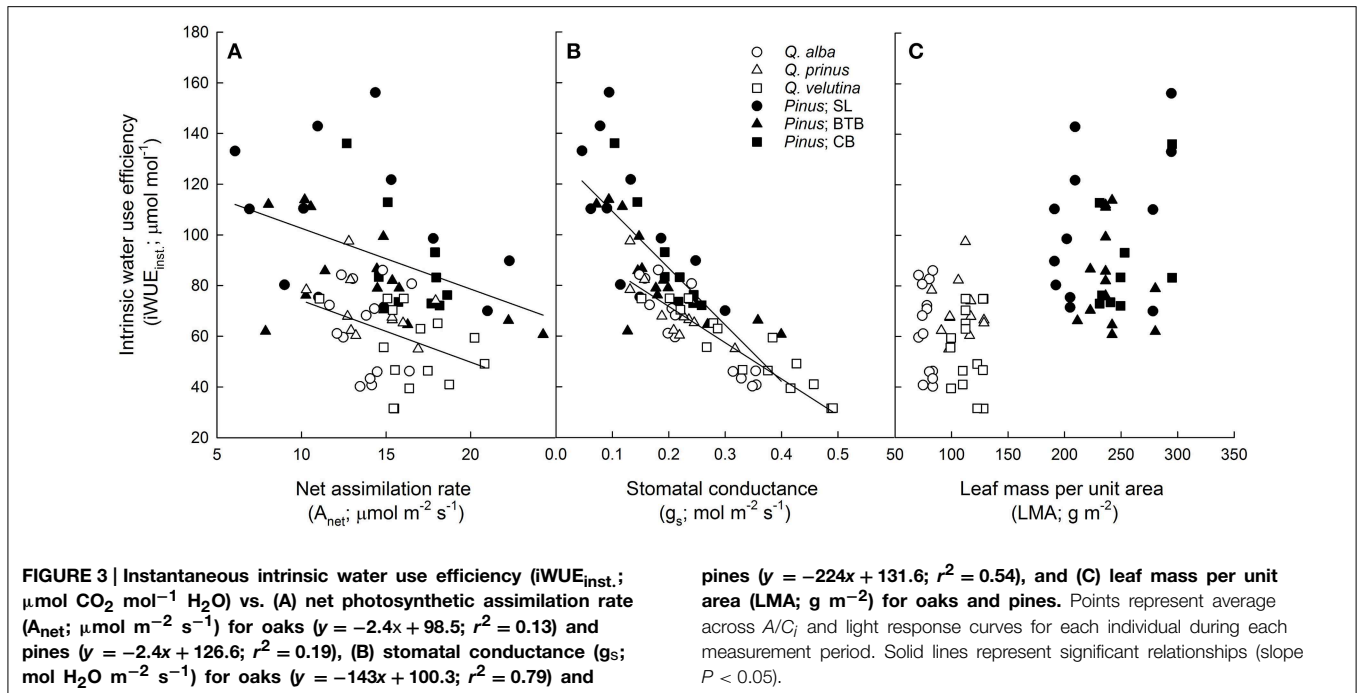 A
B
C
Q. alba
Q. prinus
Q. velutina
Pinus; SL
Pinus; BTB
Pinus; CB
Intrinsic water use efficiency
(iWUE_inst.; μmol mol⁻¹)
180
160
140
120
100
80
60
40
20
5 10 15 20
0.0 0.1 0.2 0.3 0.4 0.5
50 100 150 200 250 300 350
Net assimilation rate
(A_net; μmol m⁻² s⁻¹)
Stomatal conductance
(g_s; mol m⁻² s⁻¹)
Leaf mass per unit area
(LMA; g m⁻²)
FIGURE 3 | Instantaneous intrinsic water use efficiency (iWUE_inst.;
μmol CO₂ mol⁻¹ H₂O) vs. (A) net photosynthetic assimilation rate
(A_net; μmol m⁻² s⁻¹) for oaks (y = −2.4x + 98.5; r² = 0.13) and
pines (y = −2.4x + 126.6; r² = 0.19), (B) stomatal conductance (g_s;
mol H₂O m⁻² s⁻¹) for oaks (y = −143x + 100.3; r² = 0.79) and
pines (y = −224x + 131.6; r² = 0.54), and (C) leaf mass per unit
area (LMA; g m⁻²) for oaks and pines. Points represent average
across A/C_i and light response curves for each individual during each
measurement period. Solid lines represent significant relationships (slope
P < 0.05).